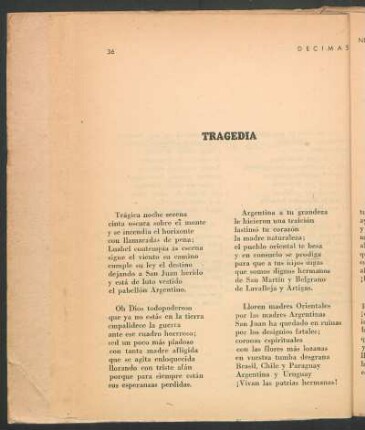 36
DECIMAS
TRAGEDIA
Trágica noche serena
cinta oscura sobre el monte
y se incendia el horizonte
con llamaradas de pena;
Luzbel contempla la escena
sigue el viento su camino
cumple su ley el destino
dejando a San Juan herido
y está de luto vestido
el pabellón Argentino.
Oh Dios todopoderoso
que ya no estás en la tierra
empalidece la guerra
ante ese cuadro horroroso;
sed un poco más piadoso
con tanta madre afligida
que se agita enloquecida
llorando con triste afán
porque para siempre están
sus esperanzas perdidas.
Argentina a tu grandeza
le hicieron una traición
lastimó tu corazón
la madre naturaleza;
el pueblo oriental te besa
y en consuelo se prodiga
para que a tus hijos digas
que somos dignos hermanos
de San Martín y Belgrano
de Lavalleja y Artigas.
Lloren madres Orientales
por las madres Argentinas
San Juan ha quedado en ruinas
por los designios fatales;
coronas espirituales
con las flores más lozanas
en vuestra tumba desgrana
Brasil, Chile y Paraguay
Argentina y Uruguay
¡Vivan las patrias hermanas!